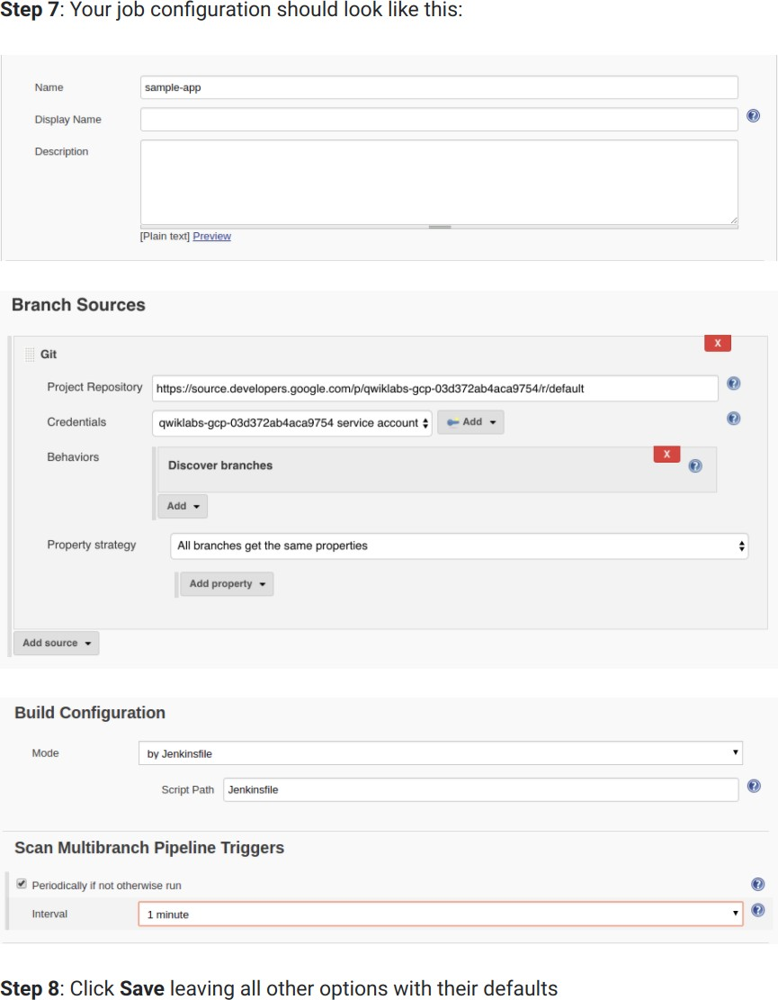 Step 7: Your job configuration should look like this:
Name sample-app
Display Name
Description
[Plain text] Preview
Branch Sources
X
Git
Project Repository https://source.developers.google.com/p/qwiklabs-gcp-03d372ab4aca9754/r/default
Credentials qwiklabs-gcp-03d372ab4aca9754 service account Add
Behaviors
X
Discover branches
Add
Property strategy All branches get the same properties
Add property
Add source
Build Configuration
Mode by Jenkinsfile
Script Path Jenkinsfile
Scan Multibranch Pipeline Triggers
Periodically if not otherwise run
Interval 1 minute
Step 8: Click Save leaving all other options with their defaults